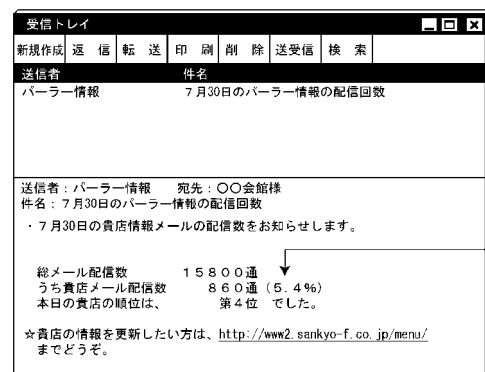 受信トレイ
新規作成 返 信 転 送 印 刷 削 除 送受信 検 索
送信者 件名
パーラー情報 7月30日のパーラー情報の配信回数
送信者:パーラー情報 宛先:〇〇会館様
件名:7月30日のパーラー情報の配信回数
・7月30日の貴店情報メールの配信数をお知らせします。
総メール配信数 15800通
うち貴店メール配信数 860通(5.4%)
本日の貴店の順位は、 第4位 でした。
☆貴店の情報を更新したい方は、http://www2.sankyo-f.co.jp/menu/
までどうぞ。